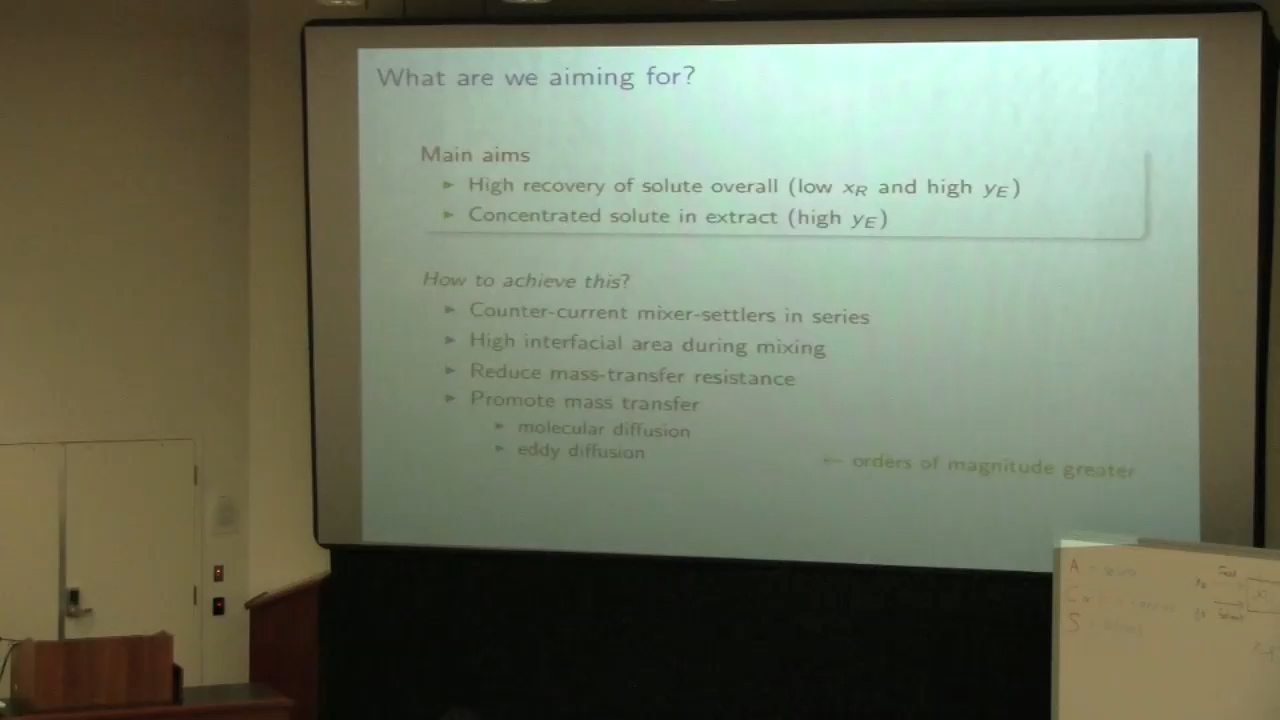 What are we aiming for?
Main aims
► High recovery of solute overall (low x_R and high y_E)
► Concentrated solute in extract (high y_E)
How to achieve this?
► Counter-current mixer-settlers in series
► High interfacial area during mixing
► Reduce mass-transfer resistance
► Promote mass transfer
► molecular diffusion
► eddy diffusion
← orders of magnitude greater
A
Feed
C
S